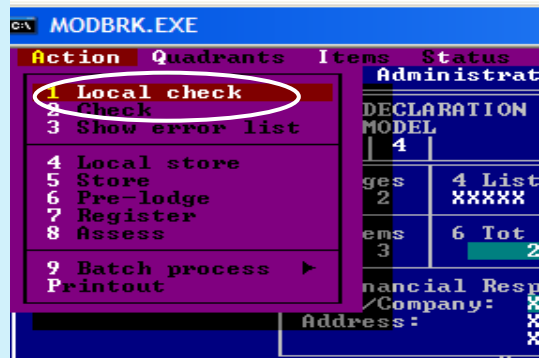 MODBRK.EXE
Action Quadrants Items Status
Administrat
1 Local check
2 Check
3 Show error list
4 Local store
5 Store
6 Pre-lodge
7 Register
8 Assess
9 Batch process ►
Printout
DECLARATION
MODEL
4
ges 4 List
2 XXXXX
ems 6 Tot
3 2
nancial Resp
/Company: X
Address: X
X